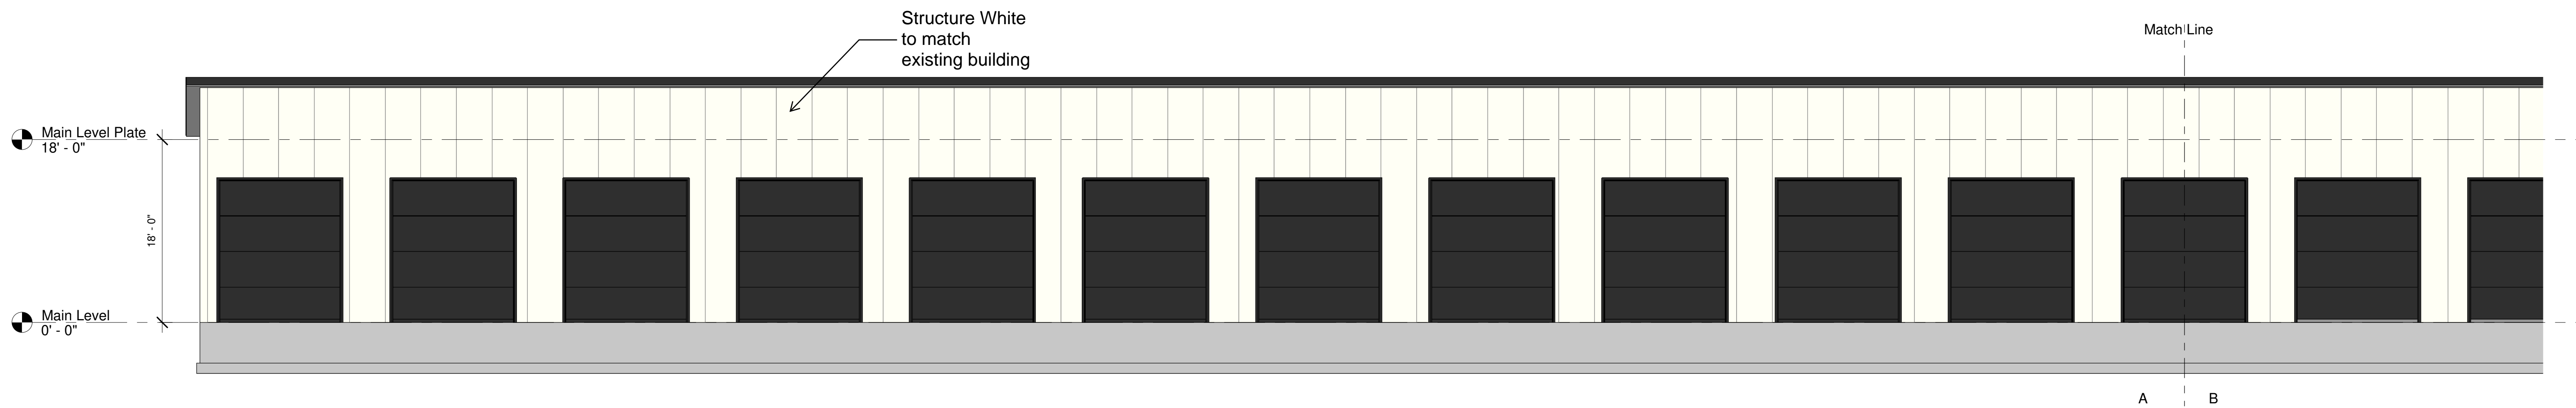 Structure White
to match
existing building
Match Line
Main Level Plate
18' - 0"
18' - 0"
Main Level
0' - 0"
A
B